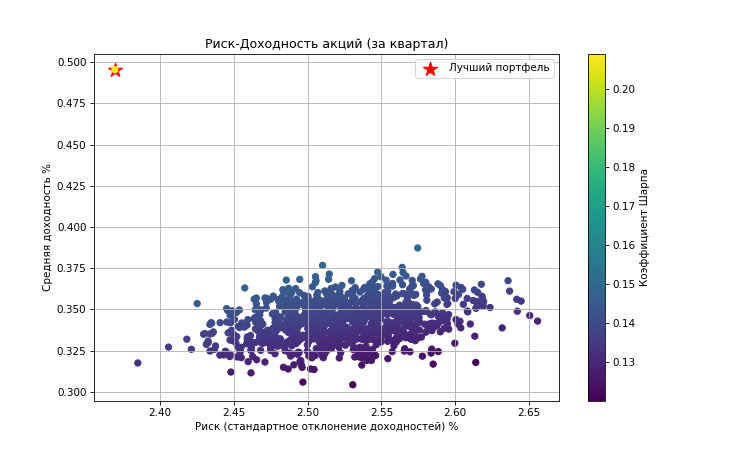 Риск-Доходность акций (за квартал)
Лучший портфель
Средняя доходность %
0.500
0.475
0.450
0.425
0.400
0.375
0.350
0.325
0.300
2.40 2.45 2.50 2.55 2.60 2.65
Риск (стандартное отклонение доходностей) %
0.20
0.19
0.18
0.17
0.16
0.15
0.14
0.13
Коэффициент Шарпа